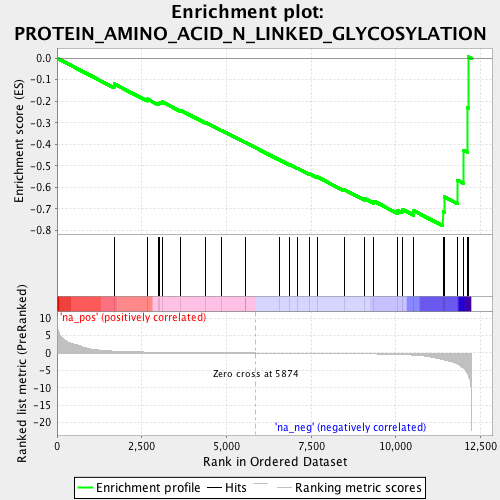 Enrichment plot:
PROTEIN_AMINO_ACID_N_LINKED_GLYCOSYLATION
Enrichment score (ES)
0.0
-0.1
-0.2
-0.3
-0.4
-0.5
-0.6
-0.7
-0.8
'na_pos' (positively correlated)
Ranked list metric (PreRanked)
10
5
0
-5
-10
-15
-20
Zero cross at 5874
'na_neg' (negatively correlated)
0
2,500
5,000
7,500
10,000
12,500
Rank in Ordered Dataset
Enrichment profile
Hits
Ranking metric scores